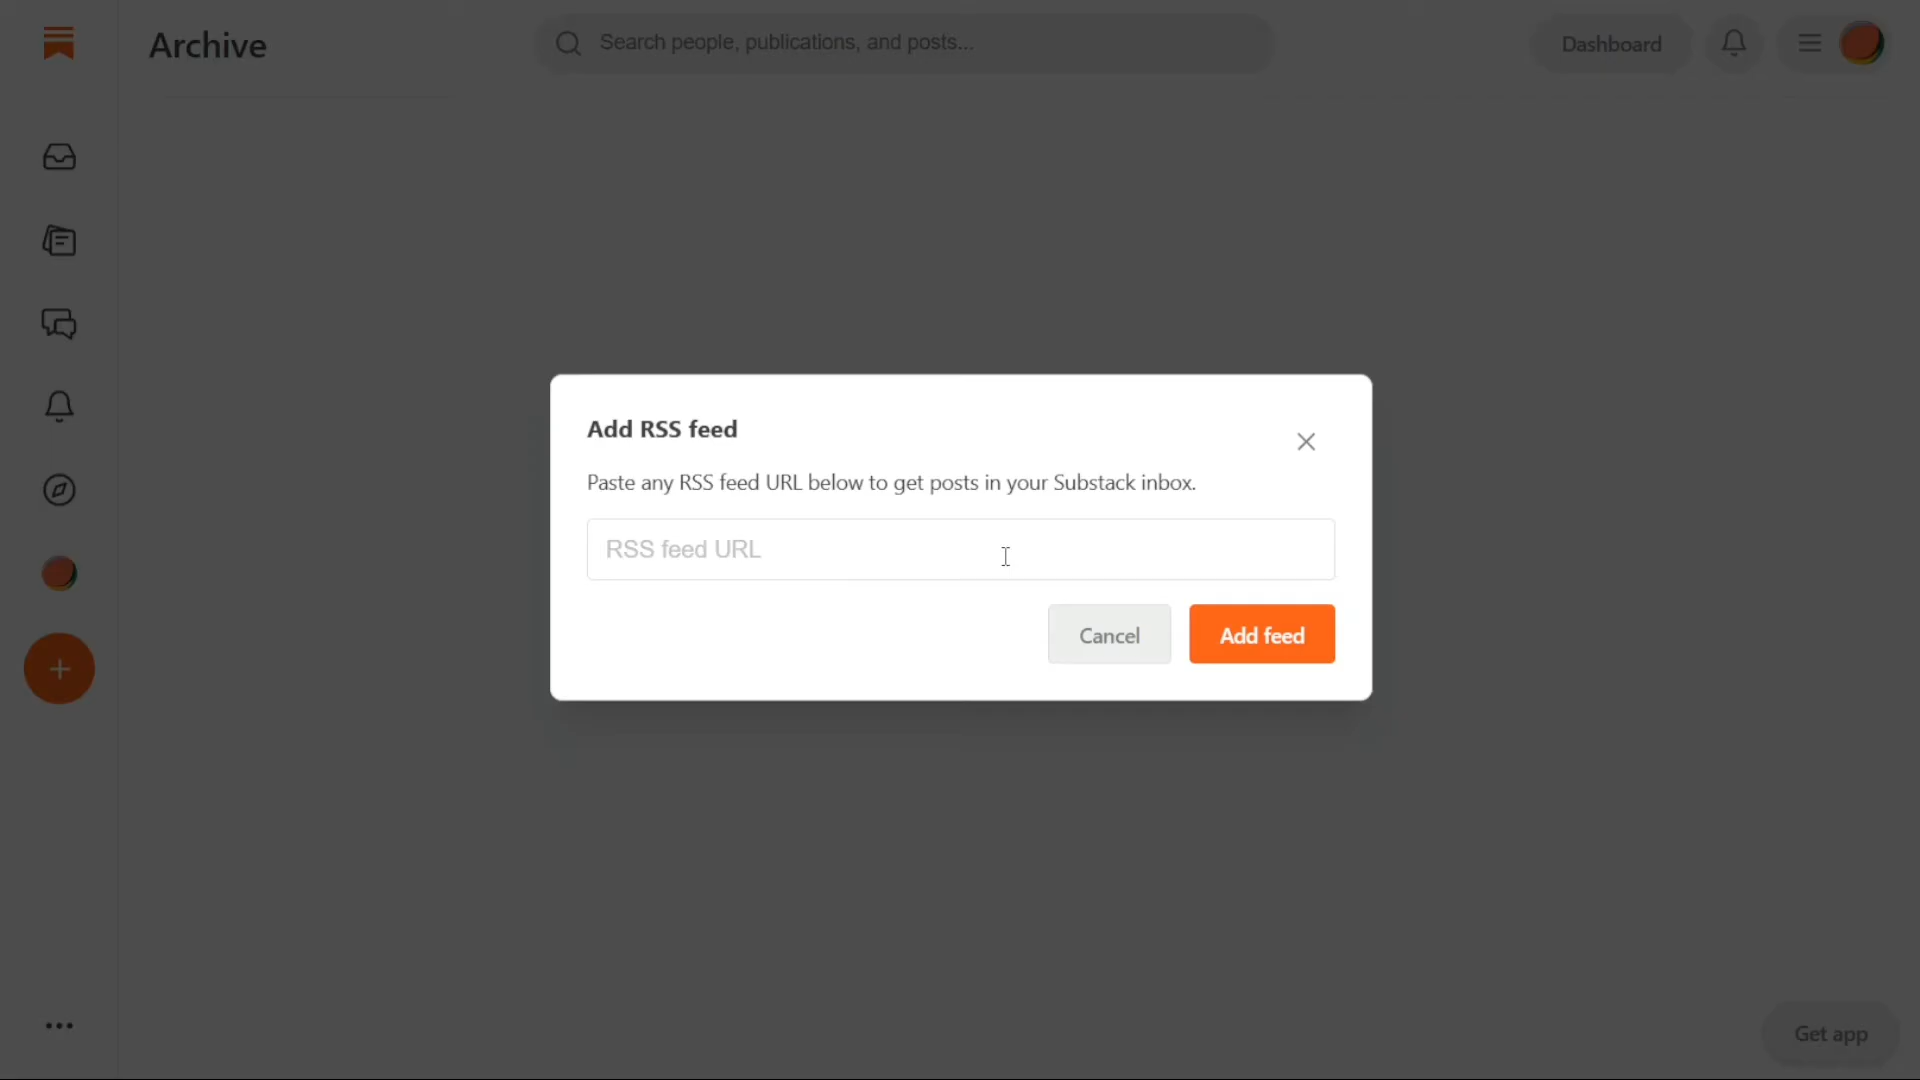 Archive
Search people, publications, and posts...
Dashboard
Add RSS feed
Paste any RSS feed URL below to get posts in your Substack inbox.
RSS feed URL
Cancel
Add feed
Get app